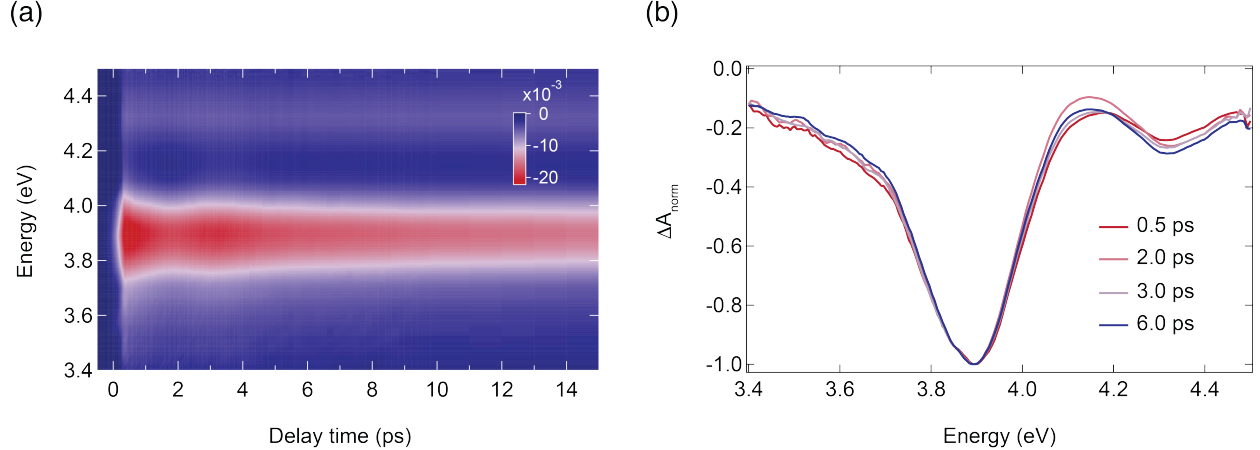 (a)
(b)
x10⁻³
0
-10
-20
4.4
4.2
4.0
3.8
3.6
3.4
Energy (eV)
0 2 4 6 8 10 12 14
Delay time (ps)
0.0
-0.2
-0.4
-0.6
-0.8
-1.0
ΔA_norm
0.5 ps
2.0 ps
3.0 ps
6.0 ps
3.4 3.6 3.8 4.0 4.2 4.4
Energy (eV)